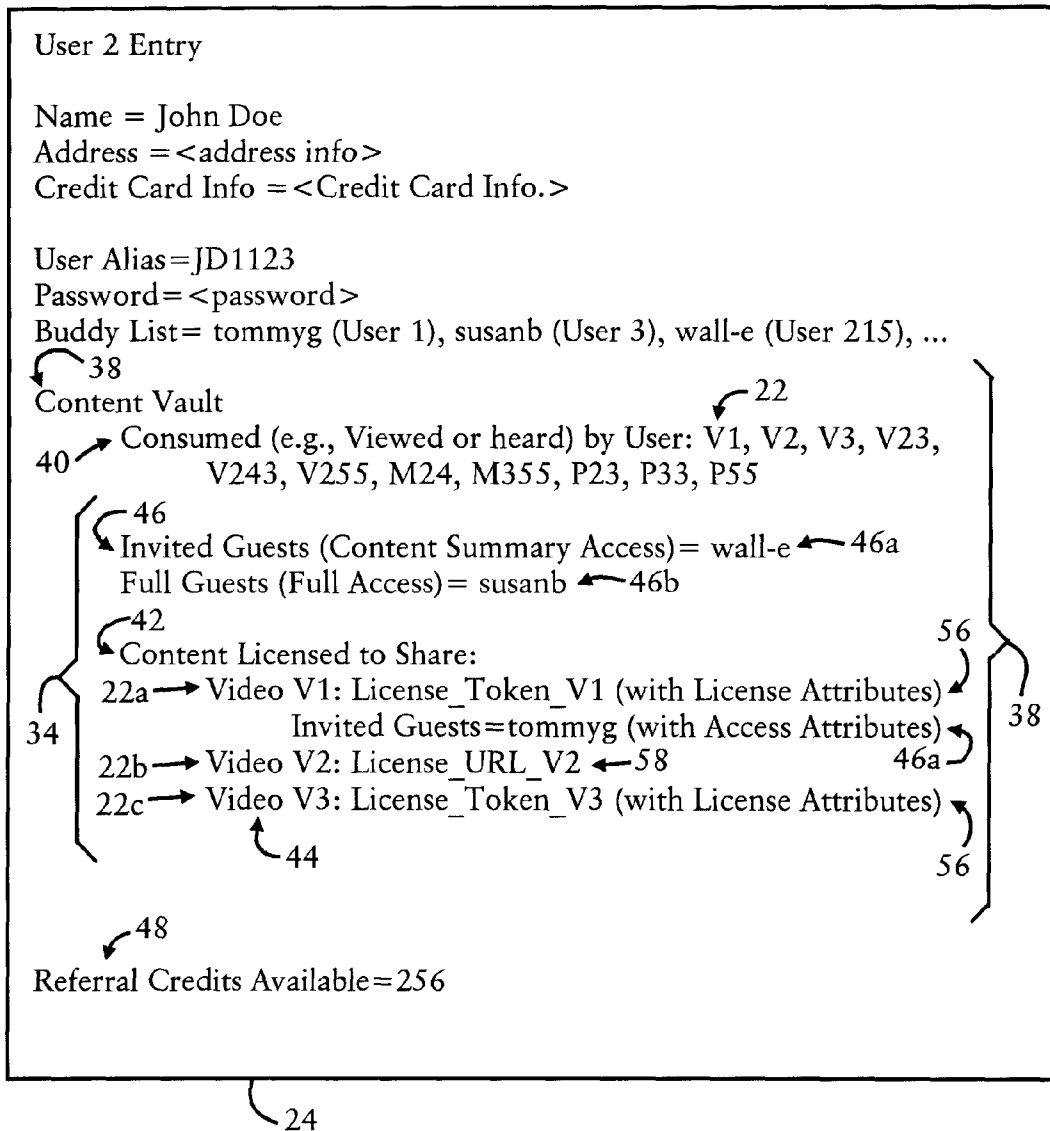 User 2 Entry
Name = John Doe
Address =<address info>
Credit Card Info =<Credit Card Info.>
User Alias=JD1123
Password=<password>
Buddy List= tommyg (User 1), susanb (User 3), wall-e (User 215), ...
38
Content Vault
22
40 Consumed (e.g., Viewed or heard) by User: V1, V2, V3, V23,
V243, V255, M24, M355, P23, P33, P55
46
Invited Guests (Content Summary Access)= wall-e 46a
Full Guests (Full Access)= susanb 46b
42
56
Content Licensed to Share:
38
22a Video V1: License_Token_V1 (with License Attributes)
34
Invited Guests=tommyg (with Access Attributes)
22b Video V2: License_URL_V2 58 46a
22c Video V3: License_Token_V3 (with License Attributes)
44
56
48
Referral Credits Available=256
24